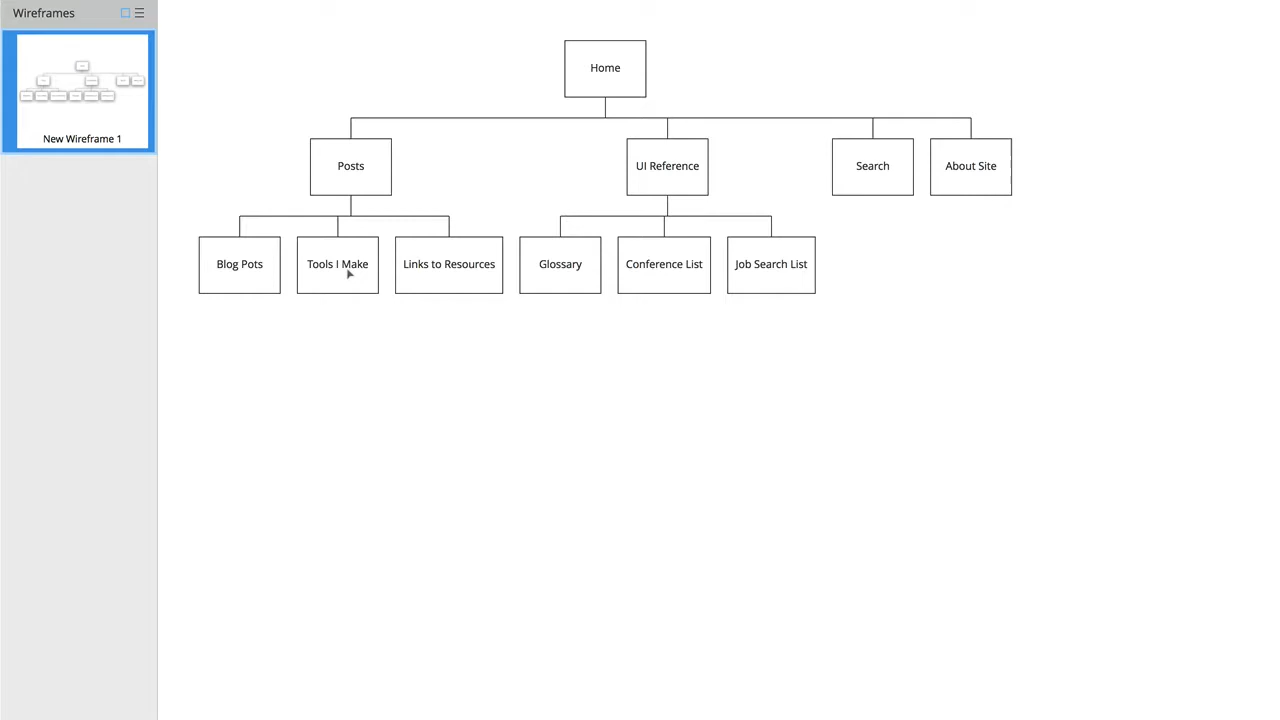 Wireframes
New Wireframe 1
Home
Posts
UI Reference
Search
About Site
Blog Pots
Tools I Make
Links to Resources
Glossary
Conference List
Job Search List